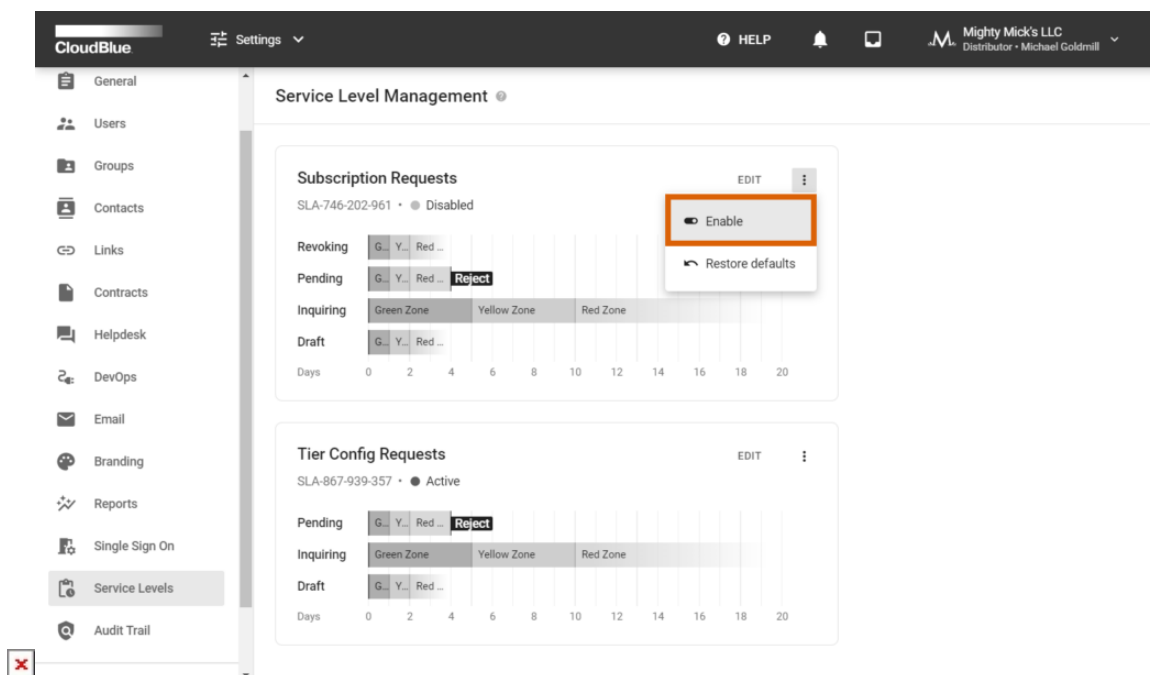 CloudBlue
Settings
HELP
Mighty Mick's LLC
Distributor • Michael Goldmill
General
Users
Groups
Contacts
Links
Contracts
Helpdesk
DevOps
Email
Branding
Reports
Single Sign On
Service Levels
Audit Trail
Service Level Management
Subscription Requests
EDIT
SLA-746-202-961 • Disabled
Enable
Restore defaults
Revoking G... Y... Red ...
Pending G... Y... Red ... Reject
Inquiring Green Zone Yellow Zone Red Zone
Draft G... Y... Red ...
Days 0 2 4 6 8 10 12 14 16 18 20
Tier Config Requests
EDIT
SLA-867-939-357 • Active
Pending G... Y... Red ... Reject
Inquiring Green Zone Yellow Zone Red Zone
Draft G... Y... Red ...
Days 0 2 4 6 8 10 12 14 16 18 20